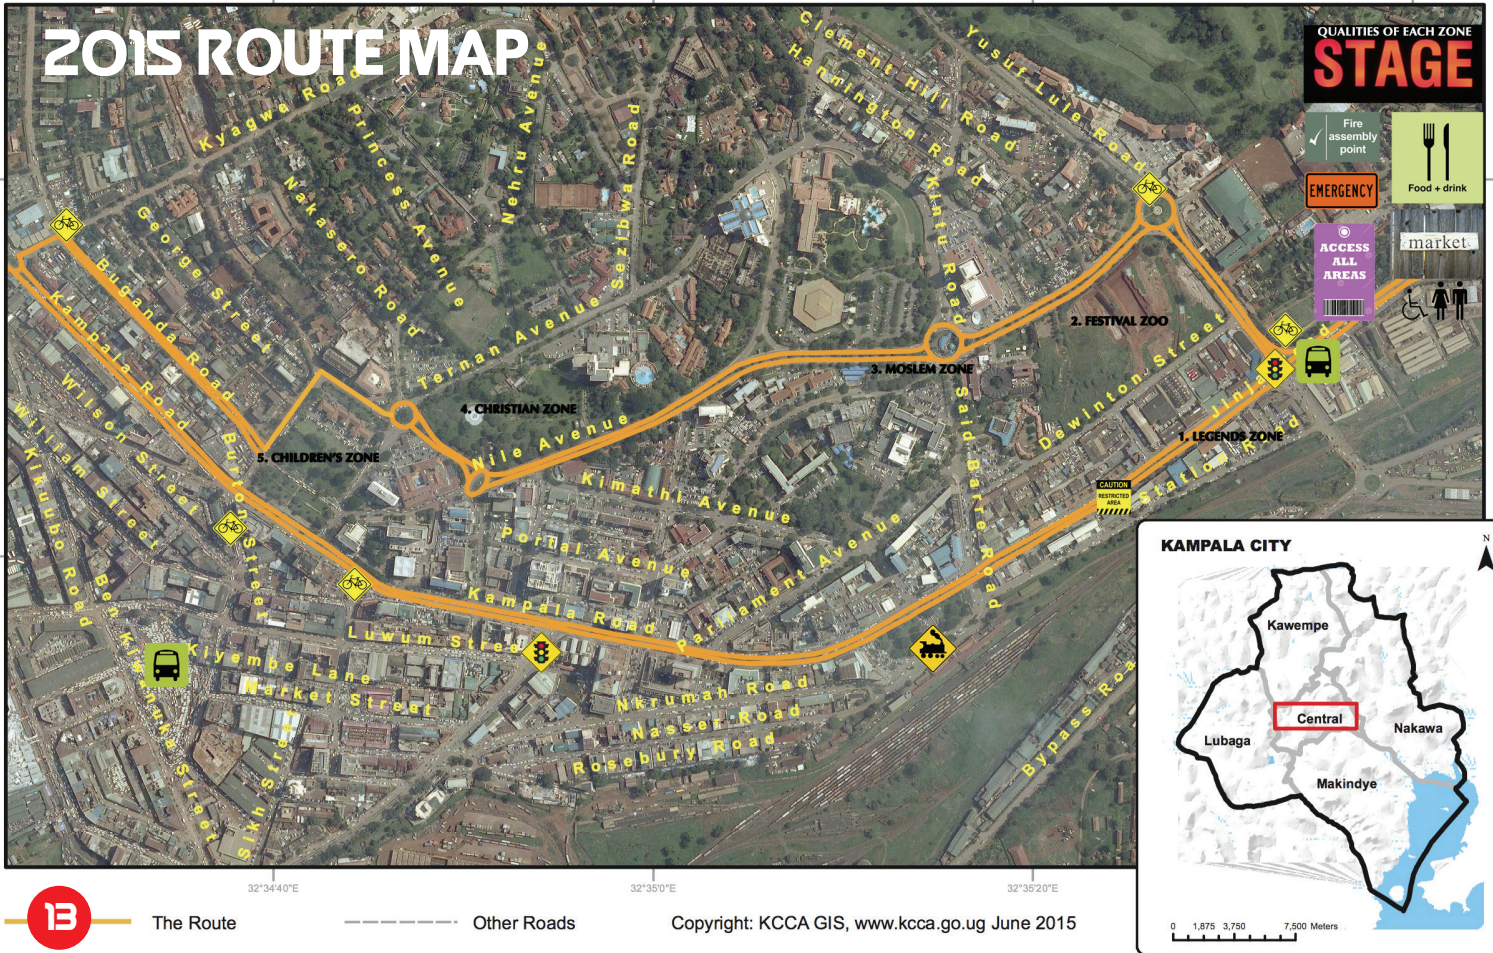 2015 ROUTE MAP
QUALITIES OF EACH ZONE
STAGE
Fire
assembly
point
Food + drink
EMERGENCY
ACCESS
ALL
AREAS
market
Kyagwe Road
Princess Avenue
Nehru Avenue
Sezibwa Road
Clement Hill Road
Hannington Road
Yusuf Lule Road
Kintu Road
George Street
Nakasero Road
Buganda Road
Kampala Road
Ternan Avenue
2. FESTIVAL ZOO
3. MOSLEM ZONE
4. CHRISTIAN ZONE
5. CHILDREN'S ZONE
1. LEGENDS ZONE
Dewinton Street
Jinja
d
Station Road
Said Barre Road
Nile Avenue
Kimathi Avenue
Portal Avenue
Parliament Avenue
CAUTION
RESTRICTED
AREA
Wilson Street
William Street
Kikuubo Road
Burton Street
Kampala Road
Luwum Stree
Kiyembe Lane
Market Street
Nkrumah Road
Nasser Road
Rosebury Road
Sikh Street
Bypass Roa
KAMPALA CITY
N
Kawempe
Central
Nakawa
Lubaga
Makindye
0 1,875 3,750 7,500 Meters
32°34'40"E
32°35'0"E
32°35'20"E
13
The Route
Other Roads
Copyright: KCCA GIS, www.kcca.go.ug June 2015